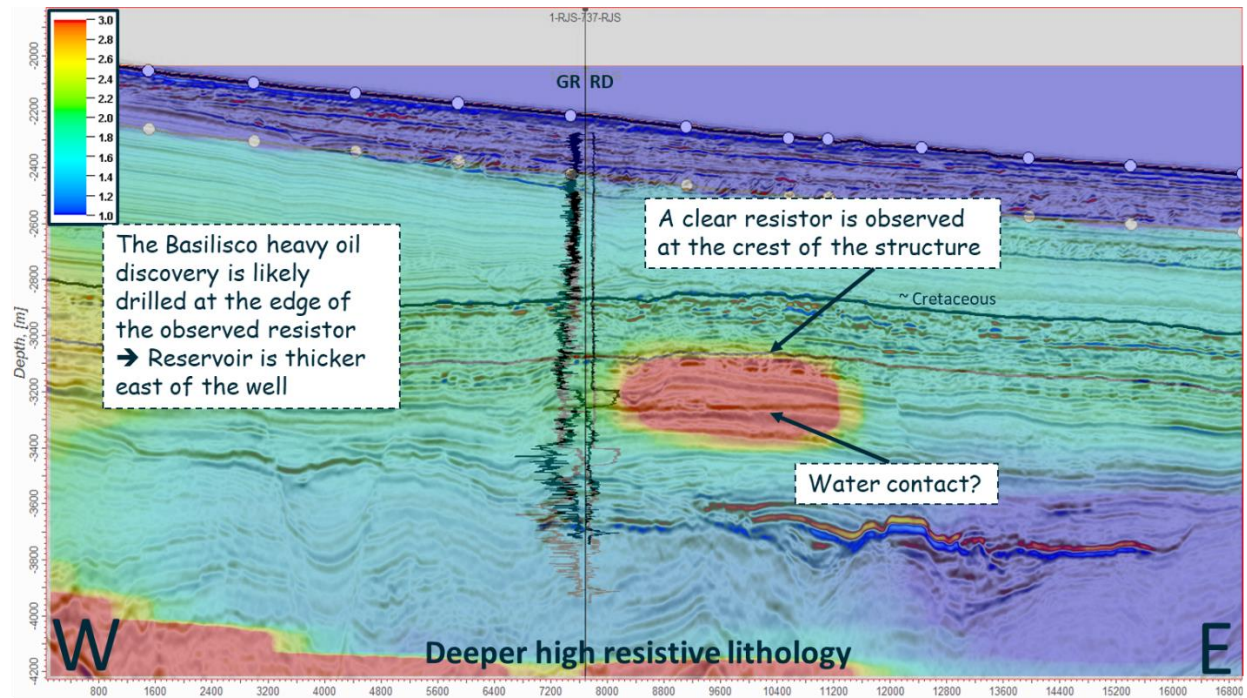 1-RJS-737-RJS
3.0
2.8
2.6
2.4
2.2
2.0
1.8
1.6
1.4
1.2
1.0
GR RD
-2000
-2200
-2400
-2600
-2800
-3000
-3200
-3400
-3600
-3800
-4000
-4200
Depth, [m]
The Basilisco heavy oil
discovery is likely
drilled at the edge of
the observed resistor
➔ Reservoir is thicker
east of the well
A clear resistor is observed
at the crest of the structure
~ Cretaceous
Water contact?
W
Deeper high resistive lithology
E
800 1600 2400 3200 4000 4800 5600 6400 7200 8000 8800 9600 10400 11200 12000 12800 13600 14400 15200 16000 1680